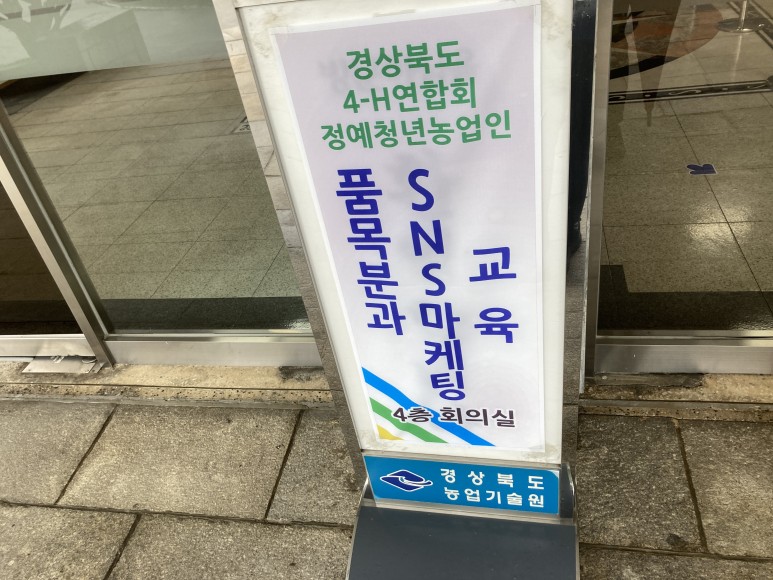 경상북도
4-H연합회
정예청년농업인
품목분과
SNS마케팅
교육
4층 회의실
경상북도
농업기술원